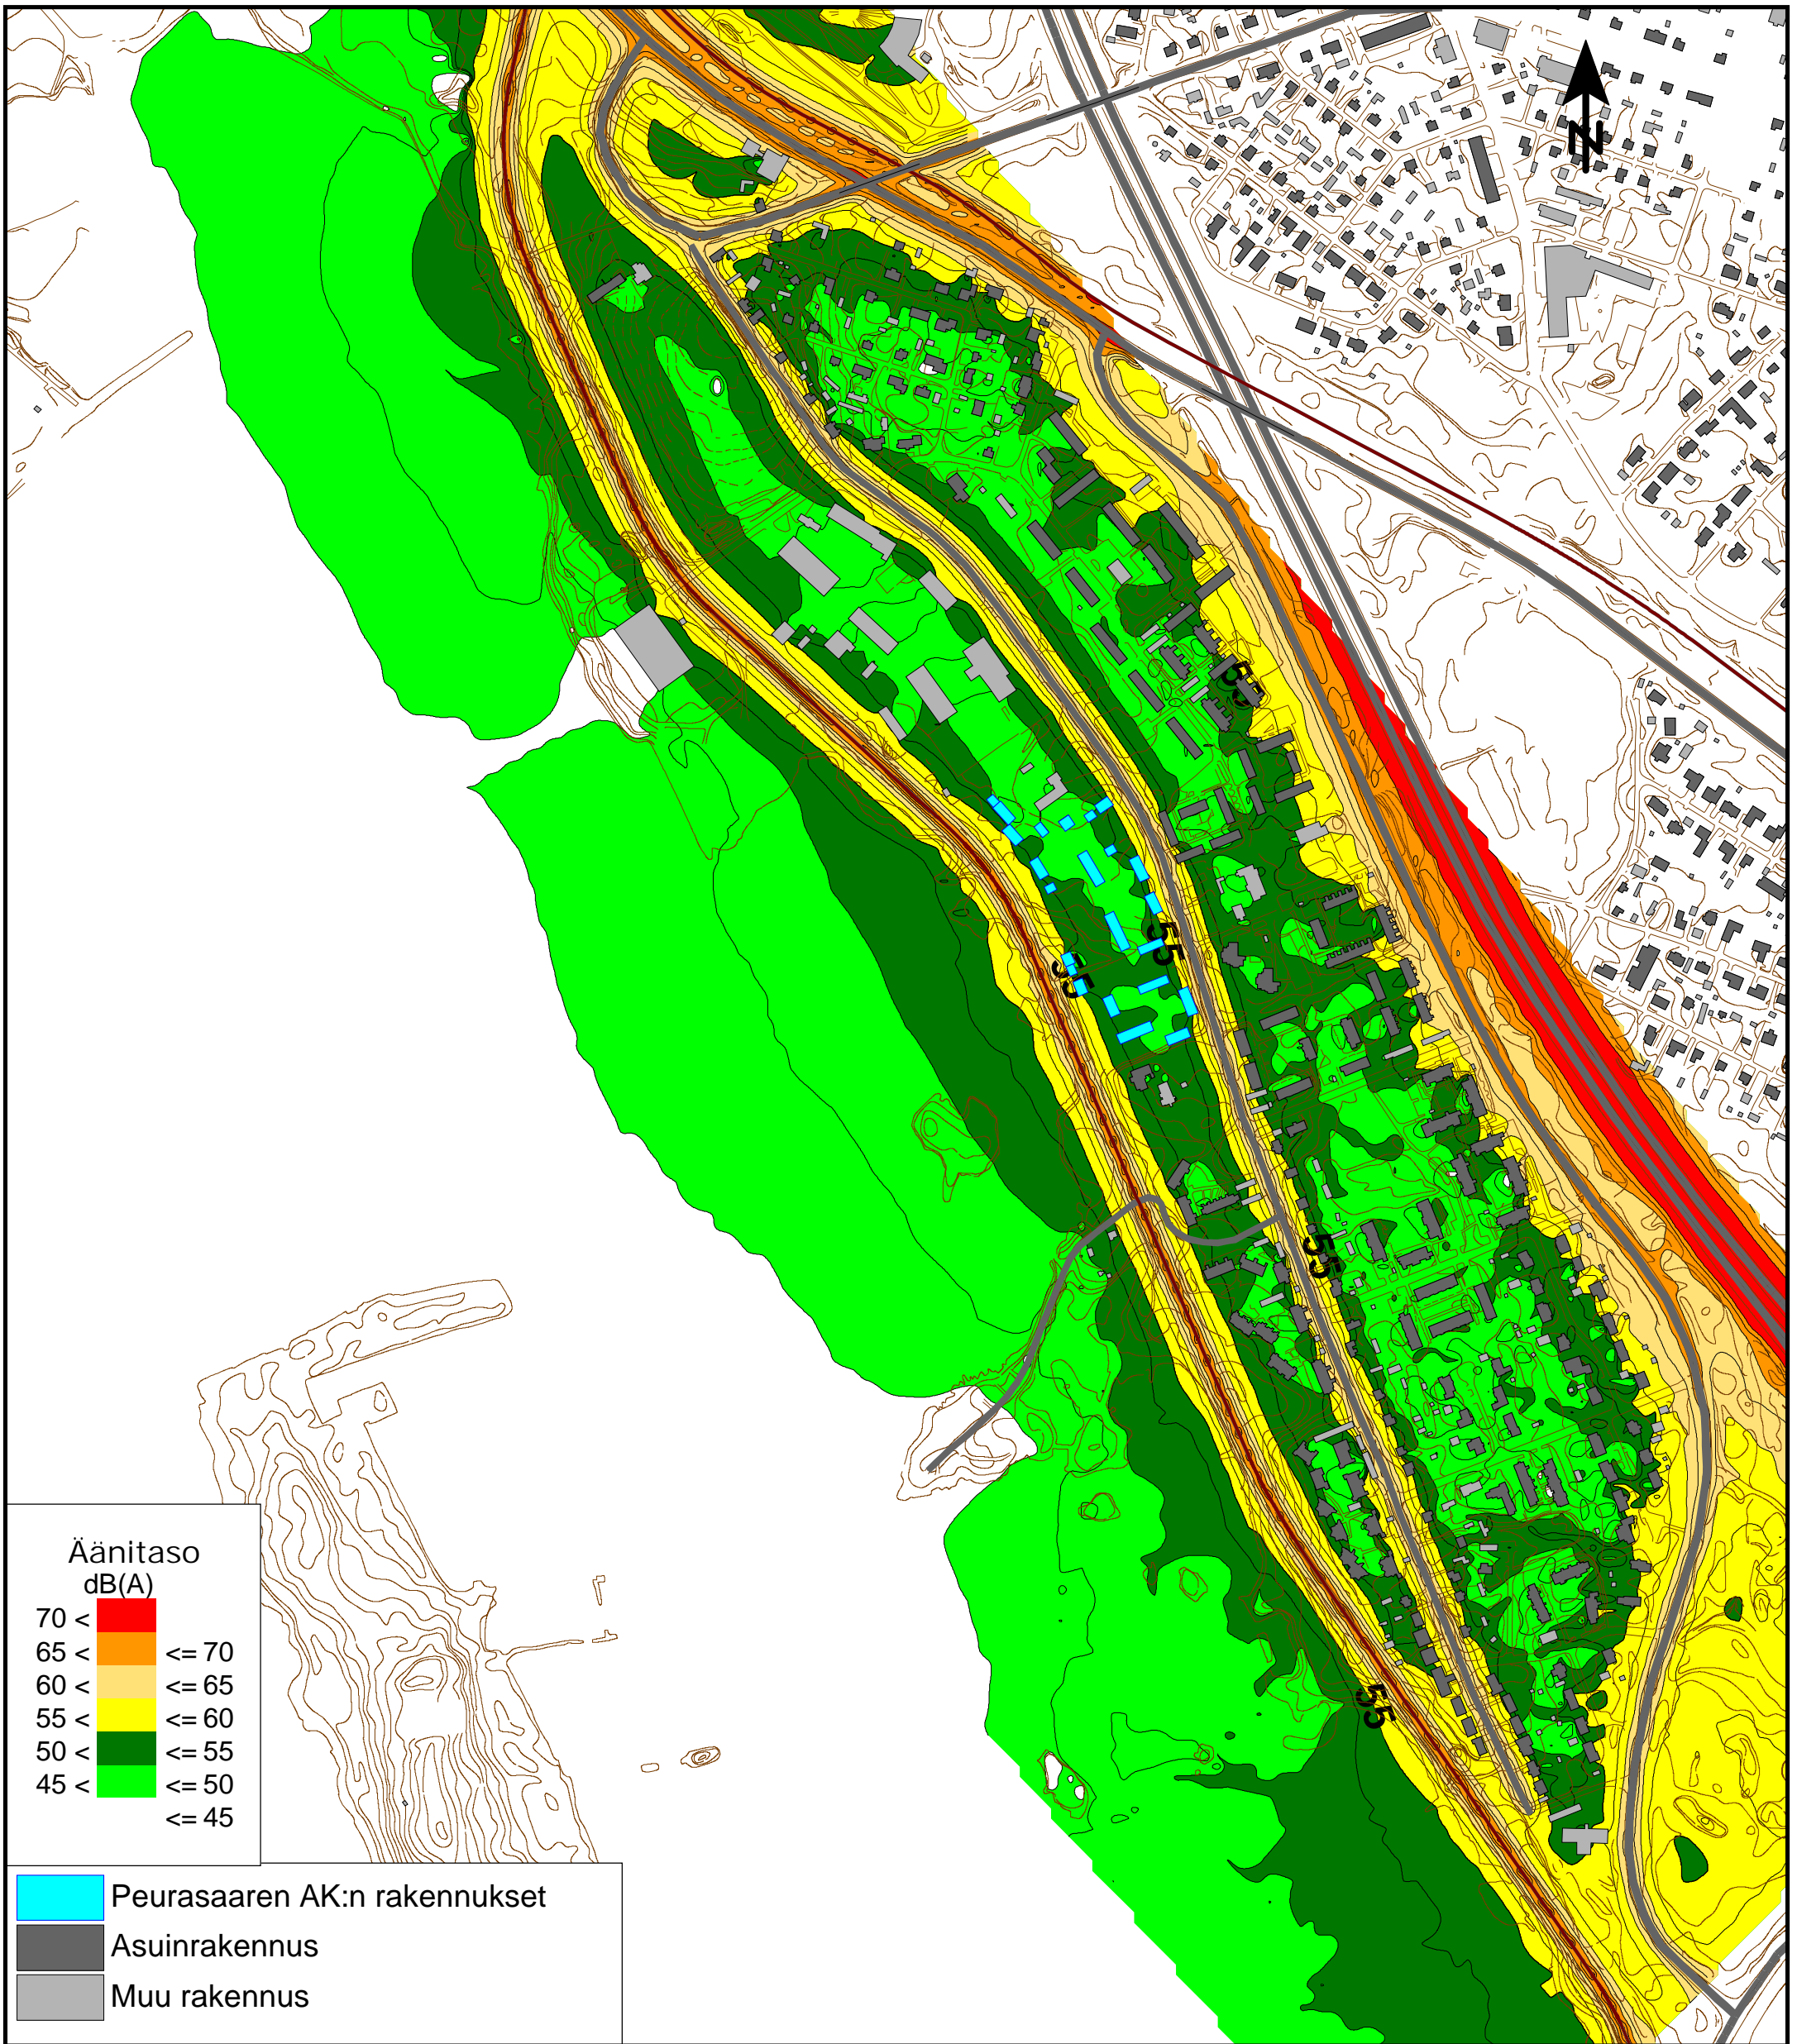 N
55
55
55
55
55
Äänitaso
dB(A)
70 <
65 < <= 70
60 < <= 65
55 < <= 60
50 < <= 55
45 < <= 50
<= 45
Peurasaaren AK:n rakennukset
Asuinrakennus
Muu rakennus